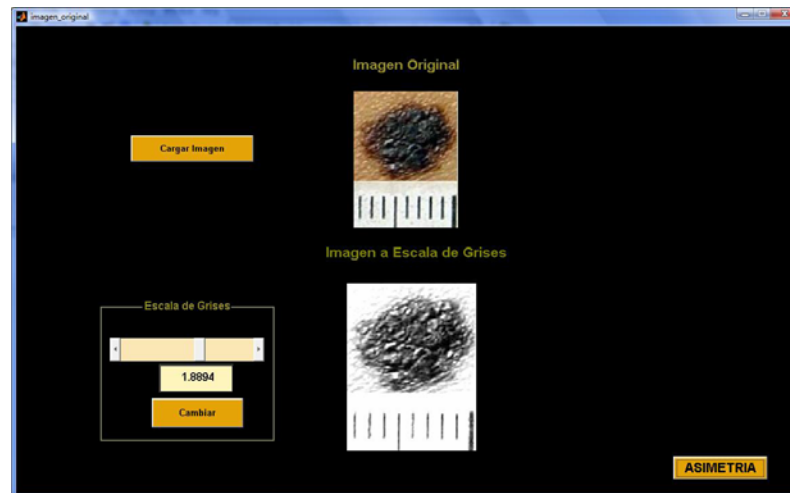 imagen_original
Imagen Original
Cargar Imagen
Imagen a Escala de Grises
Escala de Grises
1.8894
Cambiar
ASIMETRIA